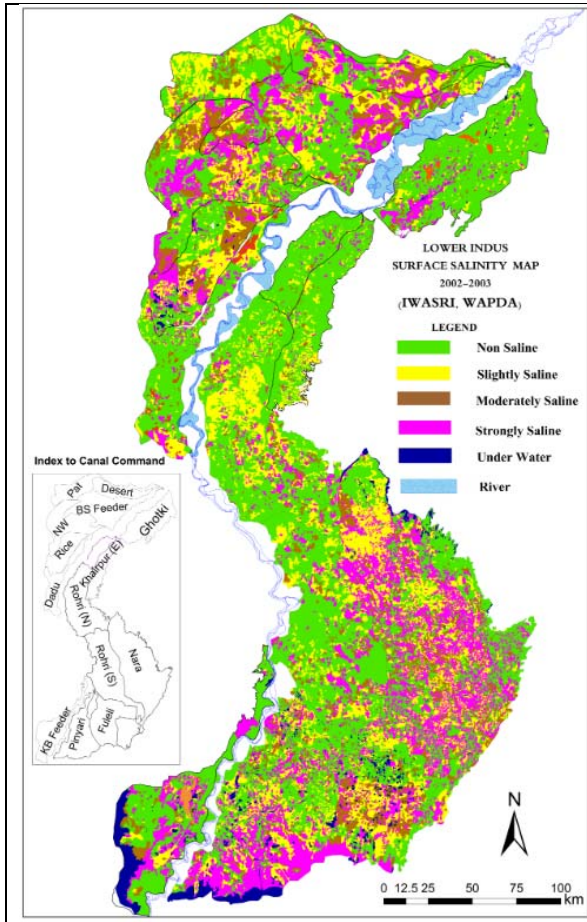 LOWER INDUS
SURFACE SALINITY MAP
2002-2003
(IWASRI, WAPDA)
LEGEND
Non Saline
Slightly Saline
Moderately Saline
Strongly Saline
Under Water
River
Index to Canal Command
Pat
Desert
BS Feeder
NW
Rice
Ghotki
Khairpur (E)
Dadu
Rohri (N)
Nara
Rohri (S)
KB Feeder
Pinyari
Fuleli
N
0 12.5 25 50 75 100
km